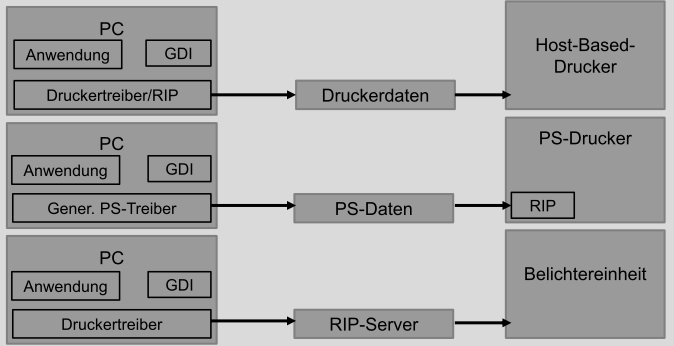 PC
Anwendung
GDI
Druckertreiber/RIP
Druckerdaten
Host-Based-
Drucker
PC
Anwendung
GDI
Gener. PS-Treiber
PS-Daten
PS-Drucker
RIP
PC
Anwendung
GDI
Druckertreiber
RIP-Server
Belichtereinheit